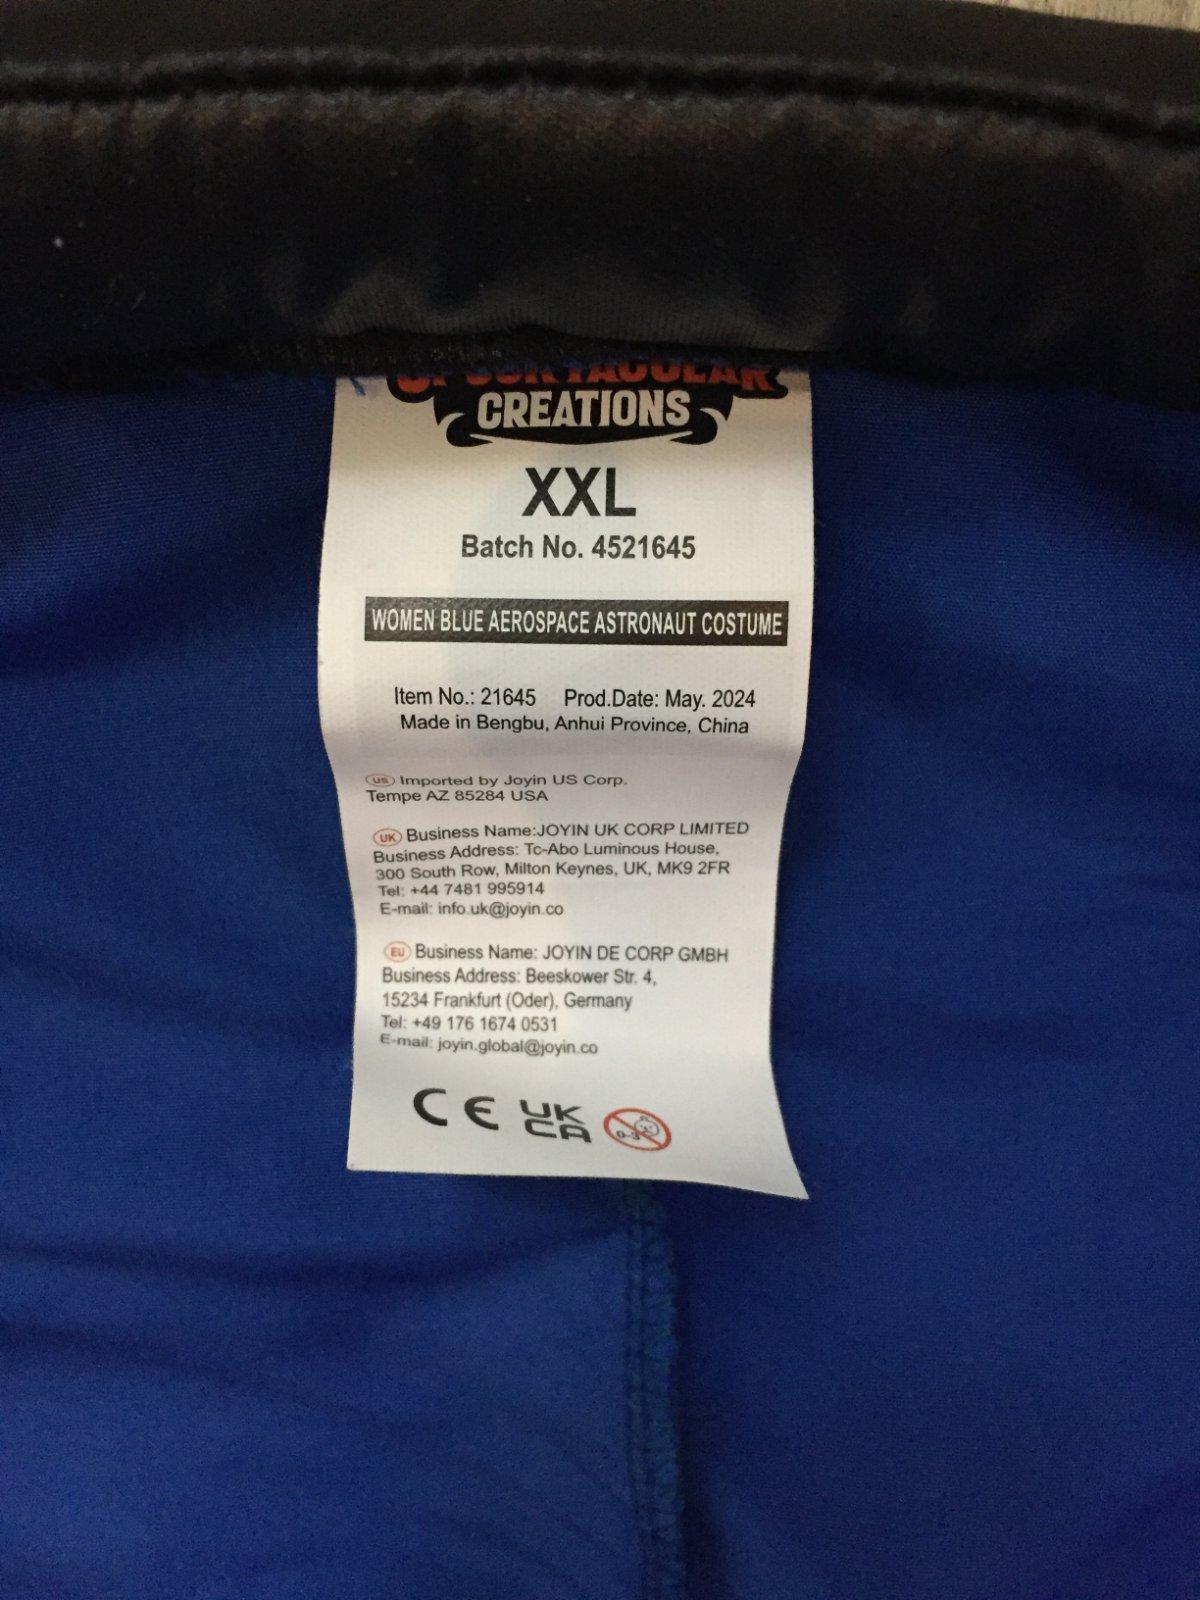 SPOOKTACULAR
CREATIONS
XXL
Batch No. 4521645
WOMEN BLUE AEROSPACE ASTRONAUT COSTUME
Item No.: 21645 Prod.Date: May. 2024
Made in Bengbu, Anhui Province, China
US Imported by Joyin US Corp.
Tempe AZ 85284 USA
UK Business Name:JOYIN UK CORP LIMITED
Business Address: Tc-Abo Luminous House,
300 South Row, Milton Keynes, UK, MK9 2FR
Tel: +44 7481 995914
E-mail: info.uk@joyin.co
EU Business Name: JOYIN DE CORP GMBH
Business Address: Beeskower Str. 4,
15234 Frankfurt (Oder), Germany
Tel: +49 176 1674 0531
E-mail: joyin.global@joyin.co
CE UK
CA 0-3